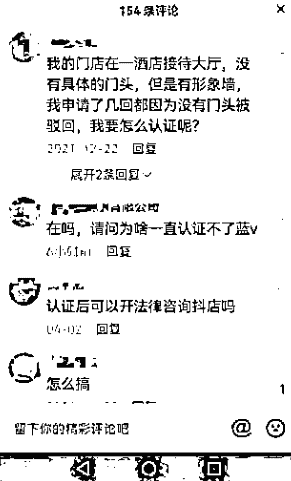 154条评论
我的门店在一酒店接待大厅，没
有具体的门头，但是有形象墙，
我申请了几回都因为没有门头被
驳回，我要怎么认证呢？
回复
展开2条回复
在吗，请问为啥一直认证不了蓝v
回复
认证后可以开法律咨询抖店吗
04-02 回复
怎么搞
1
留下你的精彩评论吧
@